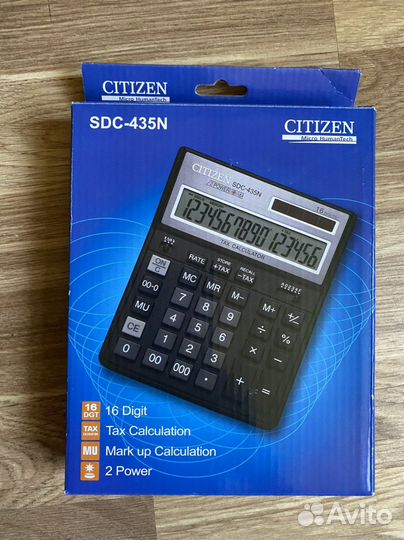 CITIZEN
Micro HumanTech
SDC-435N
CITIZEN
Micro HumanTech
CITIZEN SDC-435N
2 POWER
1234567890123456
TAX CALCULATOR
ON/C RATE STORE +TAX RECALL −TAX
00→0 MC MR M− M+ +/−
MU 7 8 9 ÷ %
CE 4 5 6 × −
0 1 2 3
00 000 · + =
16 DGT 16 Digit
TAX Tax Calculation
MU Mark up Calculation
2 Power
Avito